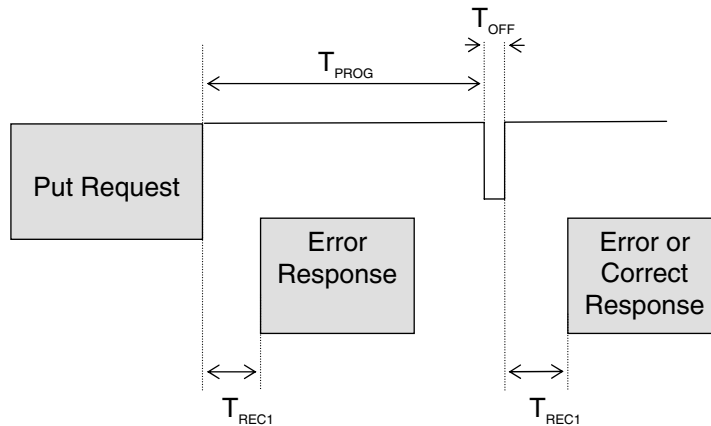 T_OFF
T_PROG
Put Request
Error
Response
Error or
Correct
Response
T_REC1
T_REC1